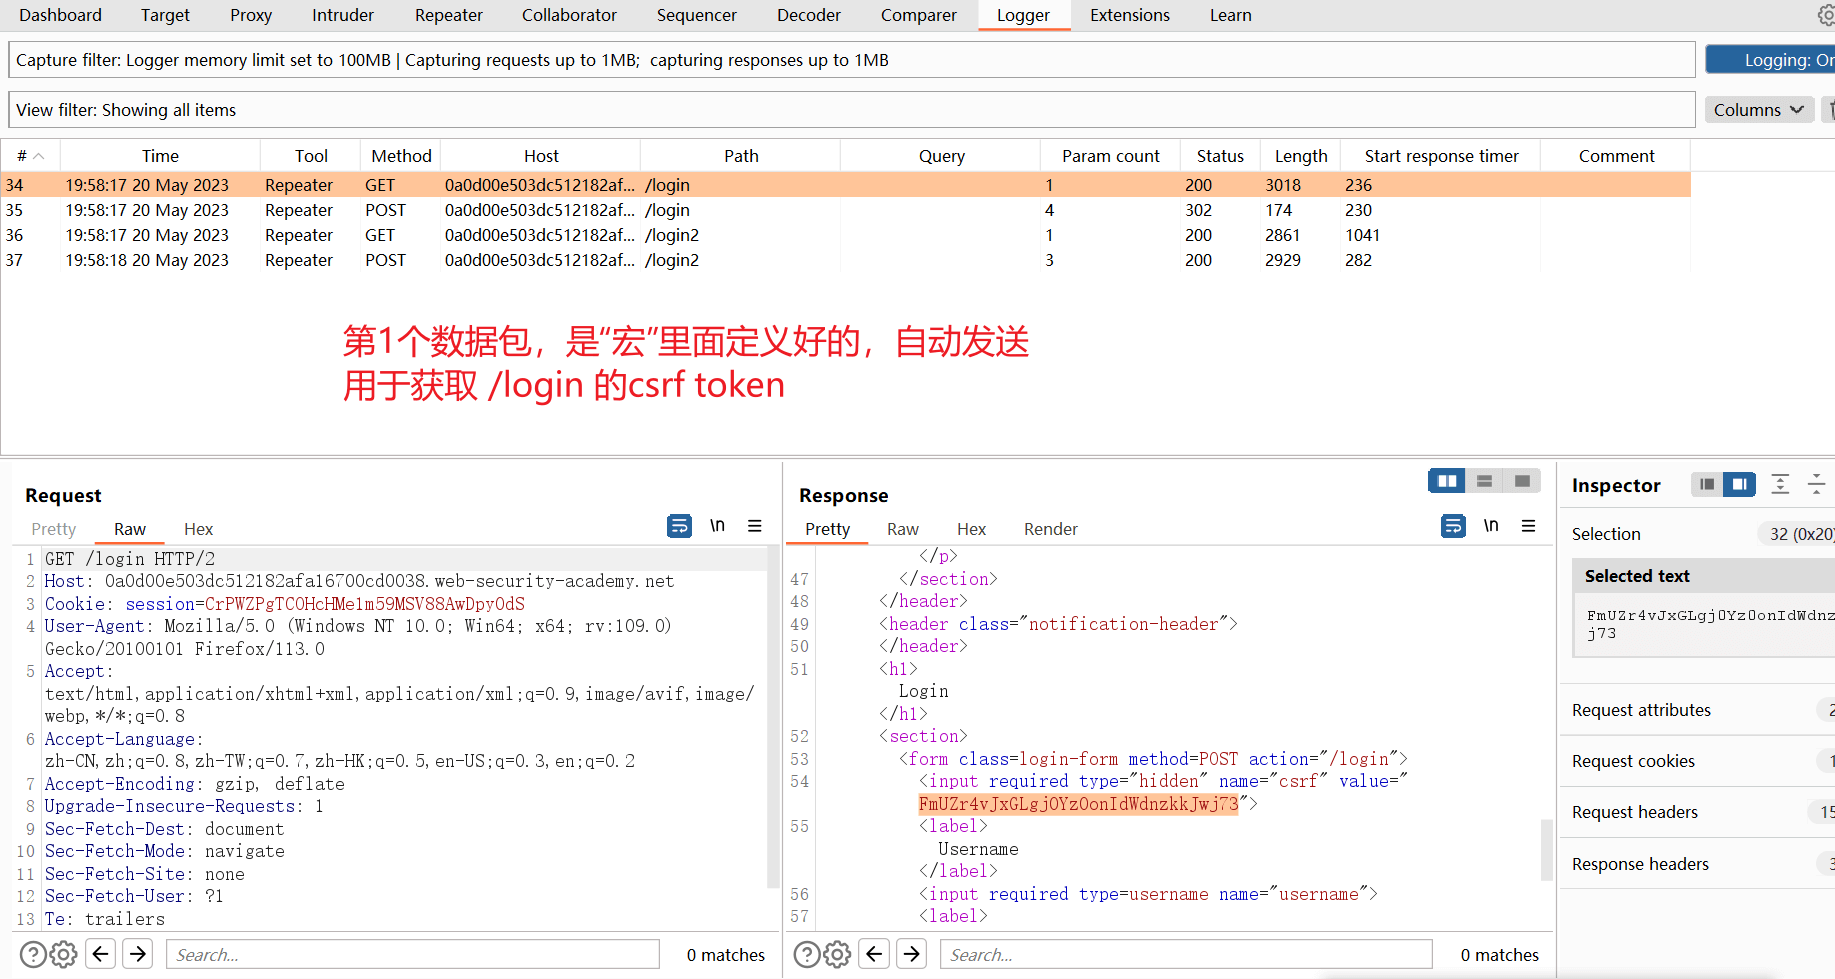 Dashboard Target Proxy Intruder Repeater Collaborator Sequencer Decoder Comparer Logger Extensions Learn
Capture filter: Logger memory limit set to 100MB | Capturing requests up to 1MB;  capturing responses up to 1MB
Logging: On
View filter: Showing all items
Columns
# Time Tool Method Host Path Query Param count Status Length Start response timer Comment
34 19:58:17 20 May 2023 Repeater GET 0a0d00e503dc512182af... /login 1 200 3018 236
35 19:58:17 20 May 2023 Repeater POST 0a0d00e503dc512182af... /login 4 302 174 230
36 19:58:17 20 May 2023 Repeater GET 0a0d00e503dc512182af... /login2 1 200 2861 1041
37 19:58:18 20 May 2023 Repeater POST 0a0d00e503dc512182af... /login2 3 200 2929 282
第1个数据包，是“宏”里面定义好的，自动发送
用于获取 /login 的csrf token
Request
Pretty Raw Hex
\n
1 GET /login HTTP/2
2 Host: 0a0d00e503dc512182afa16700cd0038.web-security-academy.net
3 Cookie: session=CrPWZPgTCOHcHMe1m59MSV88AwDpyOdS
4 User-Agent: Mozilla/5.0 (Windows NT 10.0; Win64; x64; rv:109.0)
Gecko/20100101 Firefox/113.0
5 Accept:
text/html,application/xhtml+xml,application/xml;q=0.9,image/avif,image/
webp,*/*;q=0.8
6 Accept-Language:
zh-CN,zh;q=0.8,zh-TW;q=0.7,zh-HK;q=0.5,en-US;q=0.3,en;q=0.2
7 Accept-Encoding: gzip, deflate
8 Upgrade-Insecure-Requests: 1
9 Sec-Fetch-Dest: document
10 Sec-Fetch-Mode: navigate
11 Sec-Fetch-Site: none
12 Sec-Fetch-User: ?1
13 Te: trailers
Search...
0 matches
Response
Pretty Raw Hex Render
\n
</p>
47 </section>
48 </header>
49 <header class="notification-header">
50 </header>
51 <h1>
Login
</h1>
52 <section>
53 <form class=login-form method=POST action="/login">
54 <input required type="hidden" name="csrf" value="
FmUZr4vJxGLgj0Yz0onIdWdnzkkJwj73">
55 <label>
Username
</label>
56 <input required type=username name="username">
57 <label>
Search...
0 matches
Inspector
Selection 32 (0x20)
Selected text
FmUZr4vJxGLgj0Yz0onIdWdnz
j73
Request attributes 2
Request cookies 1
Request headers 15
Response headers 3